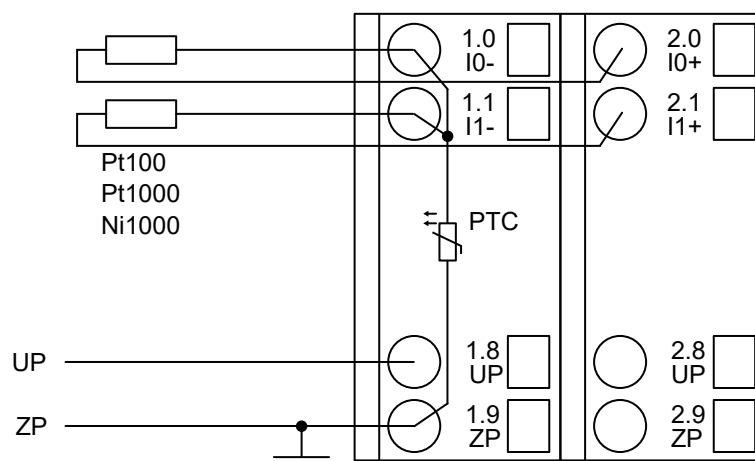 1.0
I0-
2.0
I0+
1.1
I1-
2.1
I1+
Pt100
Pt1000
Ni1000
PTC
UP
1.8
UP
2.8
UP
ZP
1.9
ZP
2.9
ZP